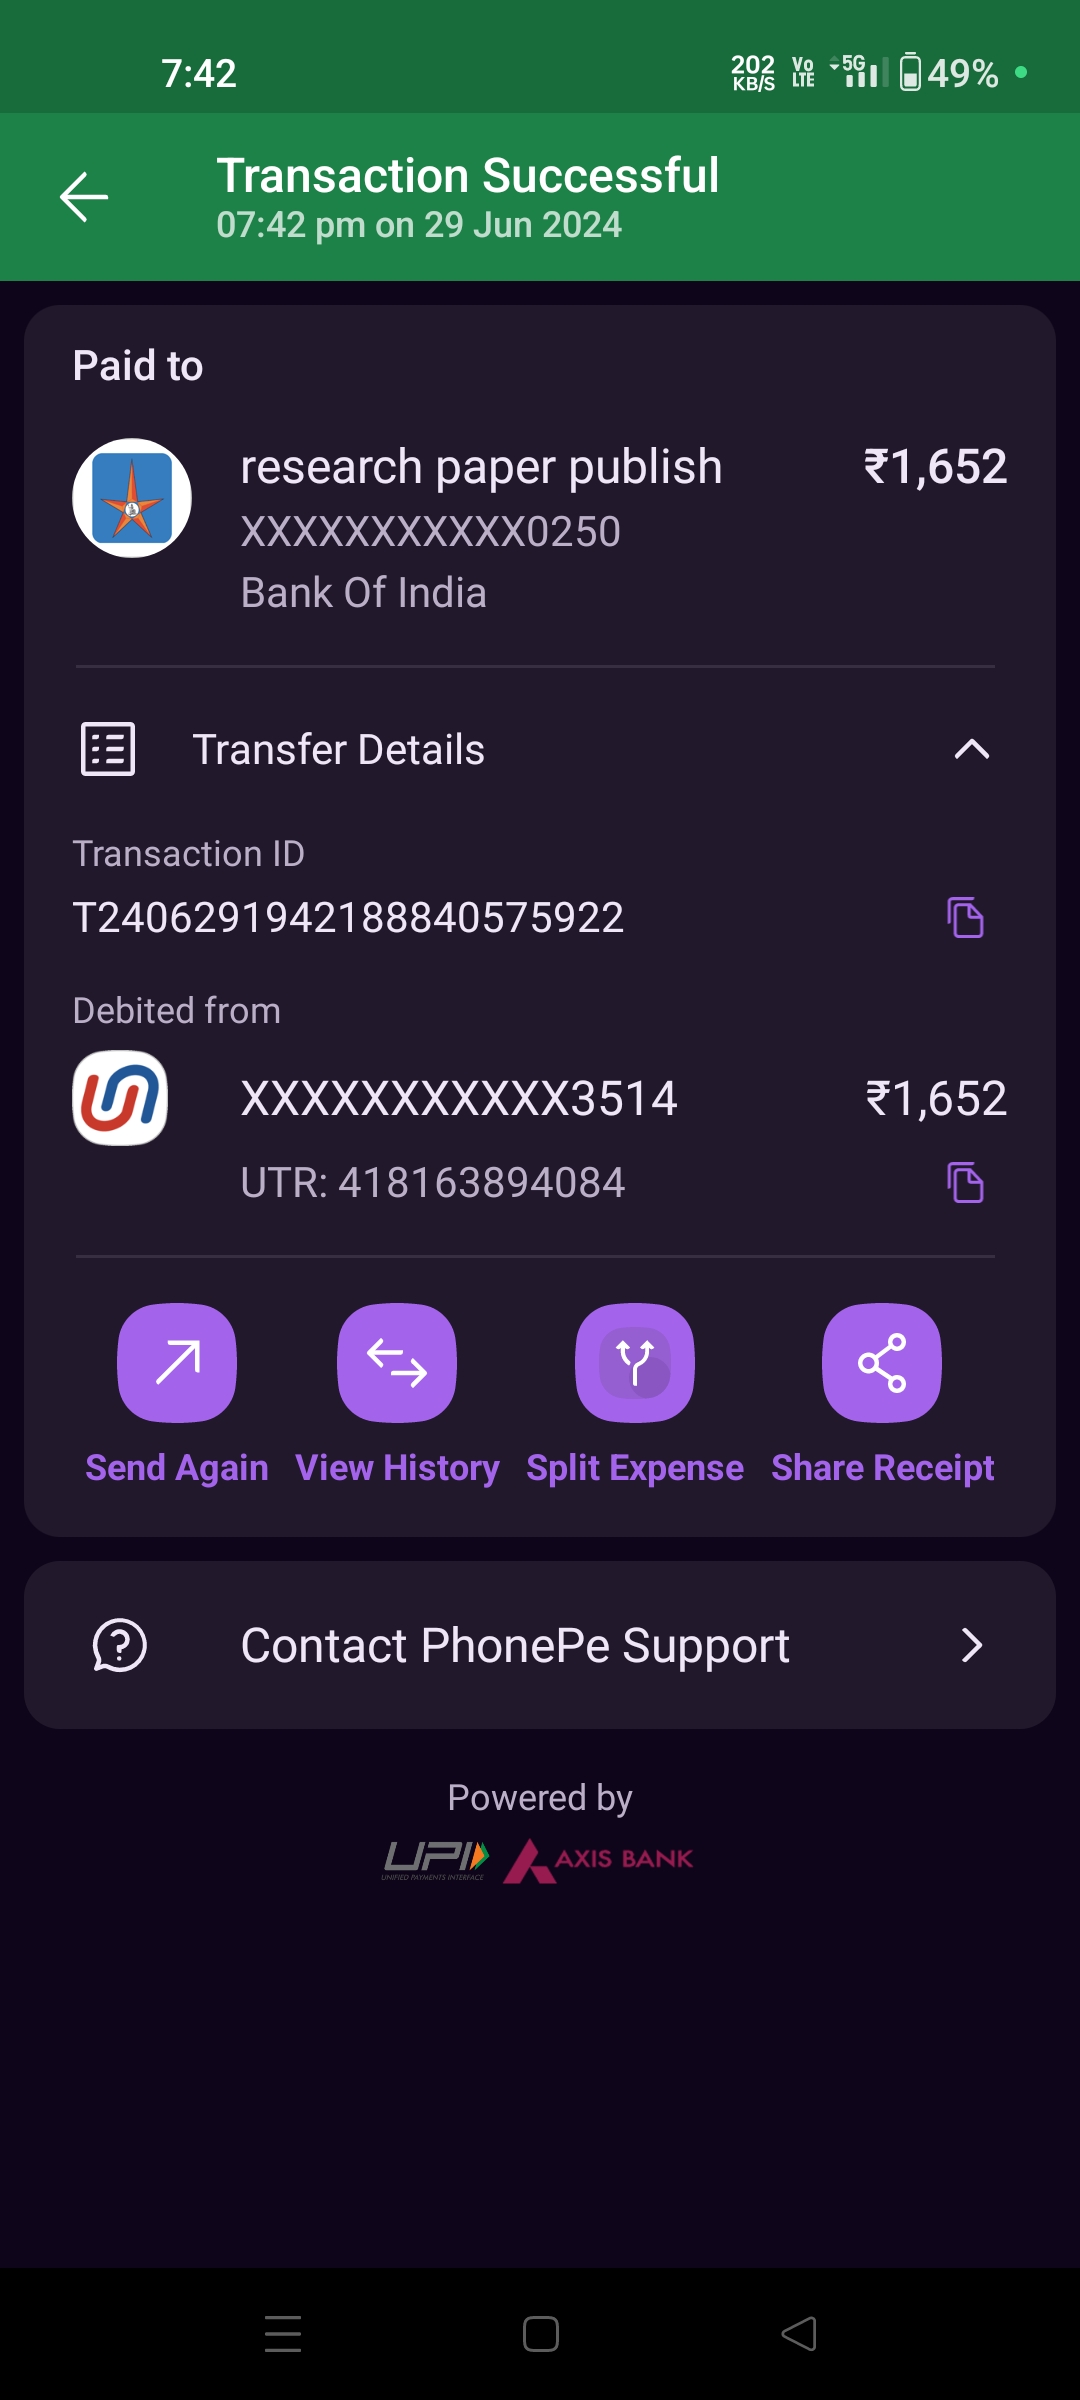 7:42
202 KB/S Vo LTE 5G 49%
Transaction Successful
07:42 pm on 29 Jun 2024
Paid to
research paper publish ₹1,652
XXXXXXXXXXX0250
Bank Of India
Transfer Details
Transaction ID
T2406291942188840575922
Debited from
XXXXXXXXXXX3514 ₹1,652
UTR: 418163894084
Send Again View History Split Expense Share Receipt
Contact PhonePe Support
Powered by
UPI AXIS BANK
UNIFIED PAYMENTS INTERFACE